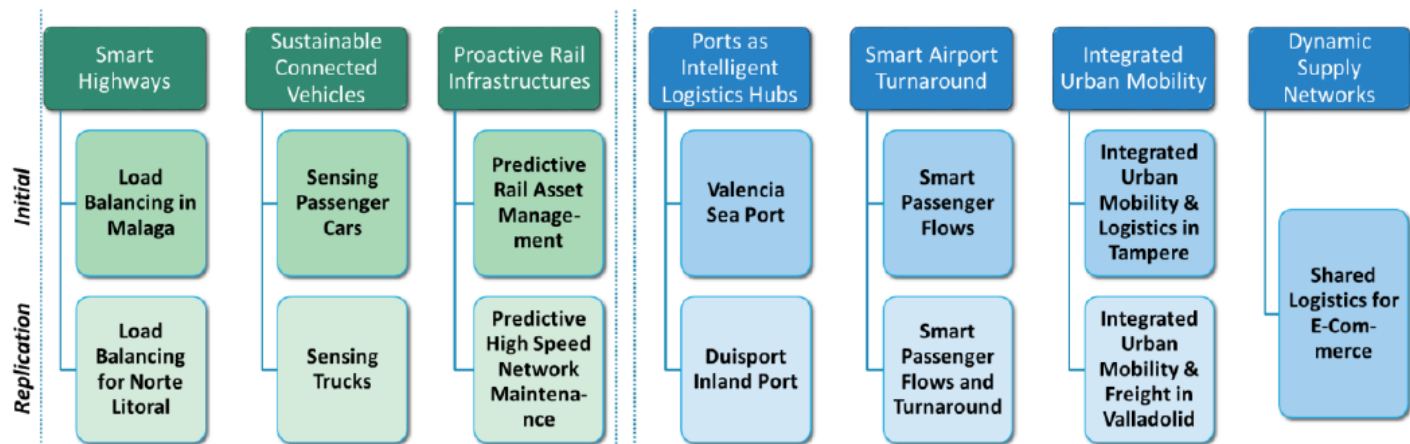 Smart
Highways
Sustainable
Connected
Vehicles
Proactive Rail
Infrastructures
Ports as
Intelligent
Logistics Hubs
Smart Airport
Turnaround
Integrated
Urban Mobility
Dynamic
Supply
Networks
Initial
Load
Balancing in
Malaga
Sensing
Passenger
Cars
Predictive
Rail Asset
Manage-
ment
Valencia
Sea Port
Smart
Passenger
Flows
Integrated
Urban
Mobility &
Logistics in
Tampere
Shared
Logistics for
E-Com-
merce
Replication
Load
Balancing
for Norte
Litoral
Sensing
Trucks
Predictive
High Speed
Network
Maintena-
nce
Duisport
Inland Port
Smart
Passenger
Flows and
Turnaround
Integrated
Urban
Mobility &
Freight in
Valladolid